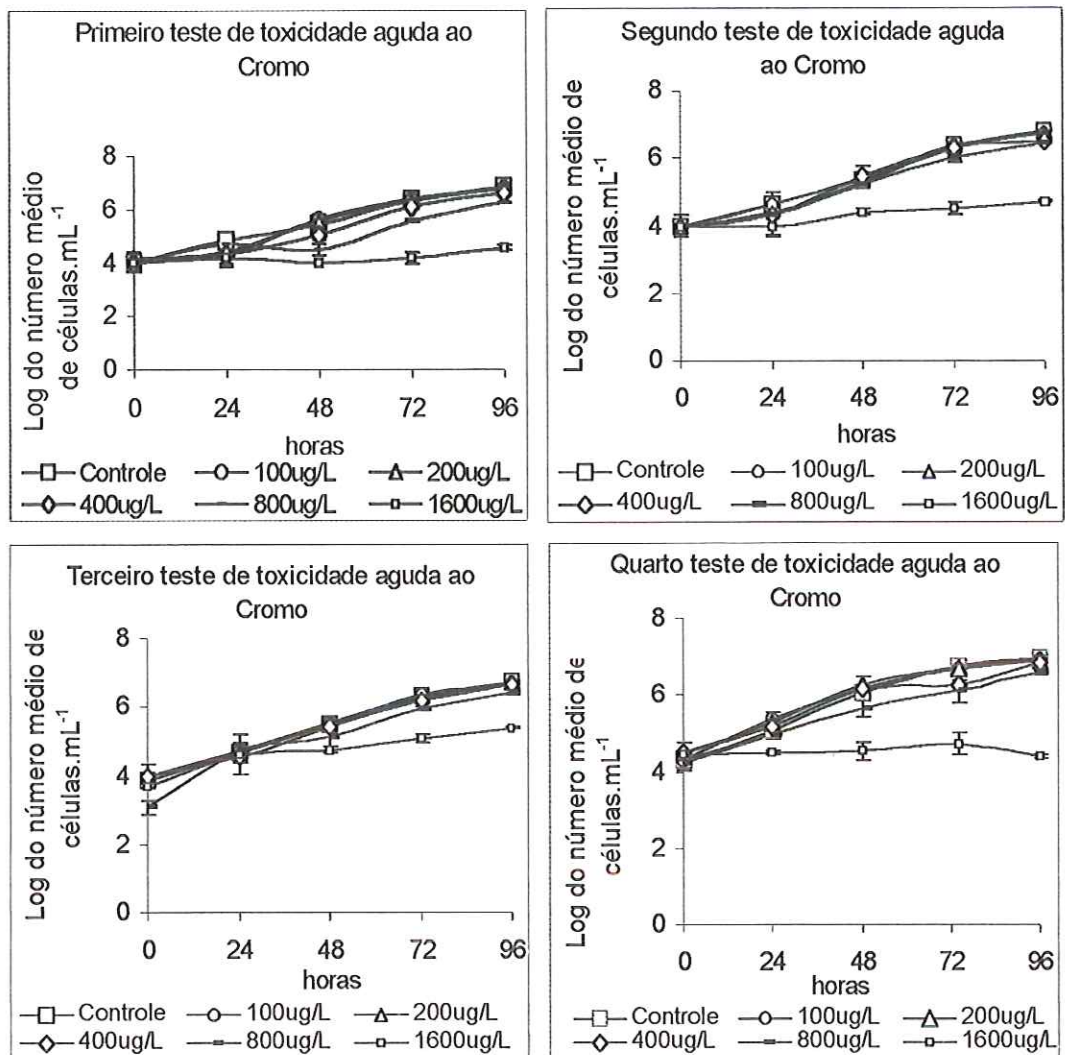 Primeiro teste de toxicidade aguda ao
Cromo
Log do número médio
de células.mL⁻¹
8
6
4
2
0
0 24 48 72 96
horas
Controle 100ug/L 200ug/L
400ug/L 800ug/L 1600ug/L
Segundo teste de toxicidade aguda
ao Cromo
Log do número médio de
células.mL⁻¹
8
6
4
2
0
0 24 48 72 96
horas
Controle 100ug/L 200ug/L
400ug/L 800ug/L 1600ug/L
Terceiro teste de toxicidade aguda ao
Cromo
Log do número médio de
células.mL⁻¹
8
6
4
2
0
0 24 48 72 96
horas
Controle 100ug/L 200ug/L
400ug/L 800ug/L 1600ug/L
Quarto teste de toxicidade aguda ao
Cromo
Log do número médio de
células.mL⁻¹
8
6
4
2
0
0 24 48 72 96
horas
Controle 100ug/L 200ug/L
400ug/L 800ug/L 1600ug/L